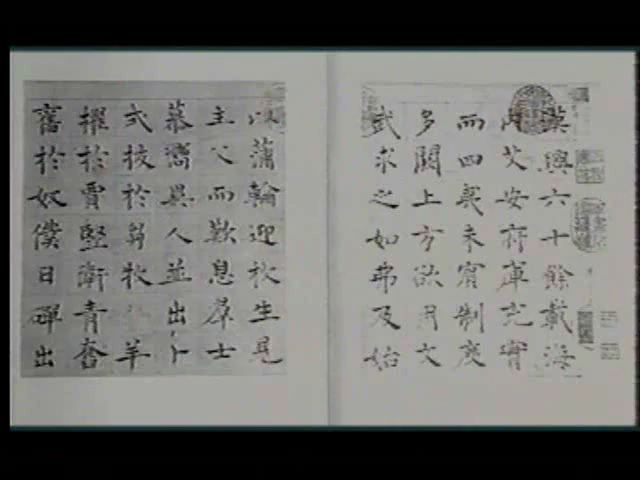 漢興六十餘載海
內艾安府庫充實
而四夷未賓制度
多闕上方欲用文
武求之如弗及始
以蒲輪迎枚生見
主父而歎息羣士
慕嚮異人並出卜
式拔於芻牧羊
擢於賈豎衛青奮
舊於奴僕日磾出